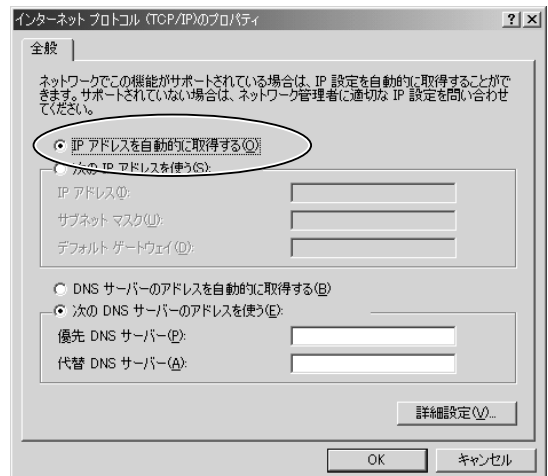 インターネット プロトコル (TCP/IP)のプロパティ
全般
ネットワークでこの機能がサポートされている場合は、IP 設定を自動的に取得することがで
きます。サポートされていない場合は、ネットワーク管理者に適切な IP 設定を問い合わせ
てください。
IP アドレスを自動的に取得する(O)
次の IP アドレスを使う(S):
IP アドレス(I):
サブネット マスク(U):
デフォルト ゲートウェイ(D):
DNS サーバーのアドレスを自動的に取得する(B)
次の DNS サーバーのアドレスを使う(E):
優先 DNS サーバー(P):
代替 DNS サーバー(A):
詳細設定(V)...
OK
キャンセル